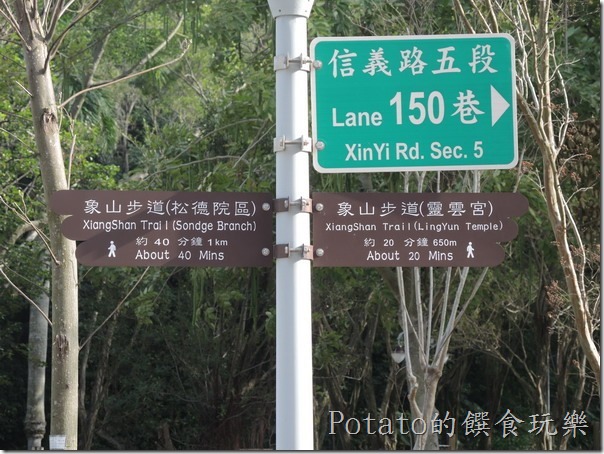 信義路五段
Lane 150 巷
XinYi Rd. Sec. 5
象山步道(松德院區)
XiangShan Trail(Sondge Branch)
約 40 分鐘 1km
About 40 Mins
象山步道(靈雲宮)
XiangShan Trail(LingYun Temple)
約 20 分鐘 650m
About 20 Mins
Potato的饌食玩樂